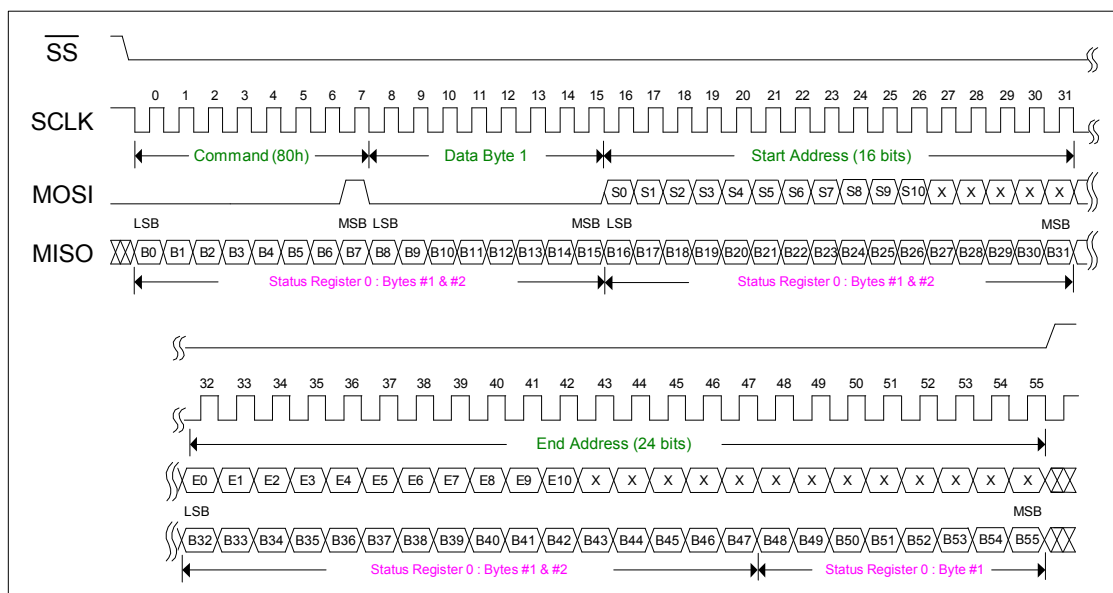 SS
0 1 2 3 4 5 6 7 8 9 10 11 12 13 14 15 16 17 18 19 20 21 22 23 24 25 26 27 28 29 30 31
SCLK
Command (80h) Data Byte 1 Start Address (16 bits)
MOSI S0 S1 S2 S3 S4 S5 S6 S7 S8 S9 S10 X X X X X
LSB MSB LSB MSB LSB MSB
MISO B0 B1 B2 B3 B4 B5 B6 B7 B8 B9 B10 B11 B12 B13 B14 B15 B16 B17 B18 B19 B20 B21 B22 B23 B24 B25 B26 B27 B28 B29 B30 B31
Status Register 0 : Bytes #1 & #2 Status Register 0 : Bytes #1 & #2
32 33 34 35 36 37 38 39 40 41 42 43 44 45 46 47 48 49 50 51 52 53 54 55
End Address (24 bits)
E0 E1 E2 E3 E4 E5 E6 E7 E8 E9 E10 X X X X X X X X X X X X X
LSB MSB
B32 B33 B34 B35 B36 B37 B38 B39 B40 B41 B42 B43 B44 B45 B46 B47 B48 B49 B50 B51 B52 B53 B54 B55
Status Register 0 : Bytes #1 & #2 Status Register 0 : Byte #1